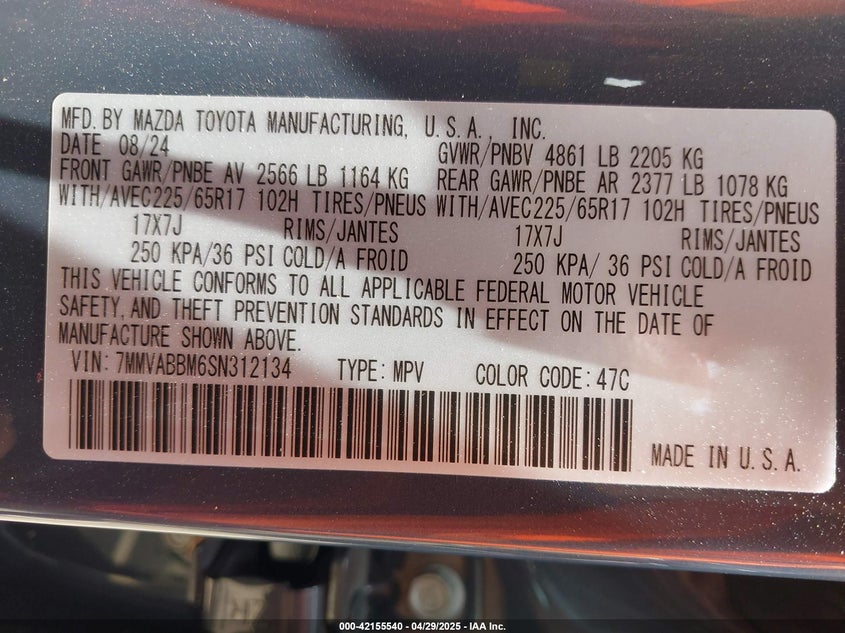 MFD. BY MAZDA TOYOTA MANUFACTURING, U.S.A., INC.
DATE 08/24 GVWR/PNBV 4861 LB 2205 KG
FRONT GAWR/PNBE AV 2566 LB 1164 KG REAR GAWR/PNBE AR 2377 LB 1078 KG
WITH/AVEC225/65R17 102H TIRES/PNEUS WITH/AVEC225/65R17 102H TIRES/PNEUS
17X7J RIMS/JANTES 17X7J RIMS/JANTES
250 KPA/36 PSI COLD/A FROID 250 KPA/ 36 PSI COLD/A FROID
THIS VEHICLE CONFORMS TO ALL APPLICABLE FEDERAL MOTOR VEHICLE
SAFETY, AND THEFT PREVENTION STANDARDS IN EFFECT ON THE DATE OF
MANUFACTURE SHOWN ABOVE.
VIN: 7MMVABBM6SN312134 TYPE: MPV COLOR CODE: 47C
MADE IN U.S.A.
000-42155540 - 04/29/2025 - IAA Inc.